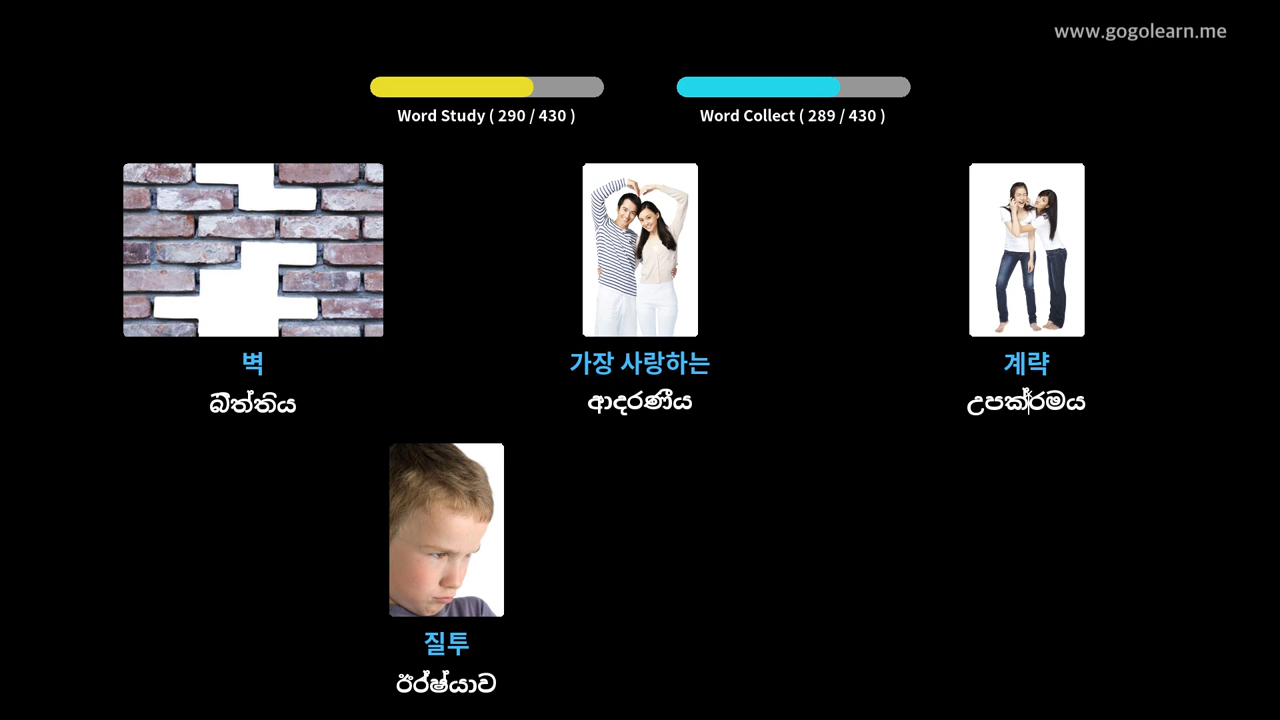 www.gogolearn.me
Word Study ( 290 / 430 )
Word Collect ( 289 / 430 )
벽
බිත්තිය
가장 사랑하는
ආදරණීය
계략
උපක්‍රමය
질투
ඊර්ෂ්යාව